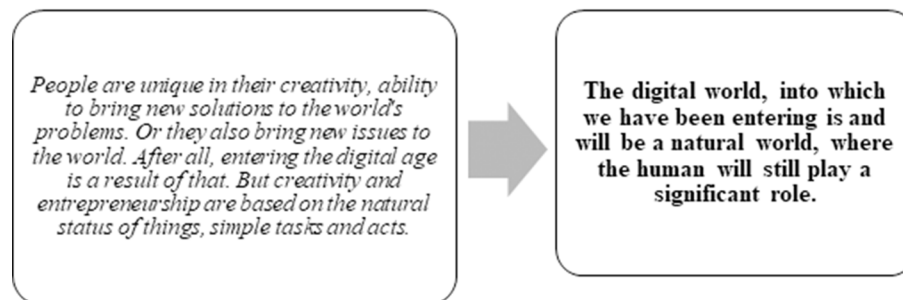 People are unique in their creativity, ability
to bring new solutions to the world's
problems. Or they also bring new issues to
the world. After all, entering the digital age
is a result of that. But creativity and
entrepreneurship are based on the natural
status of things, simple tasks and acts.
The digital world, into which
we have been entering is and
will be a natural world, where
the human will still play a
significant role.